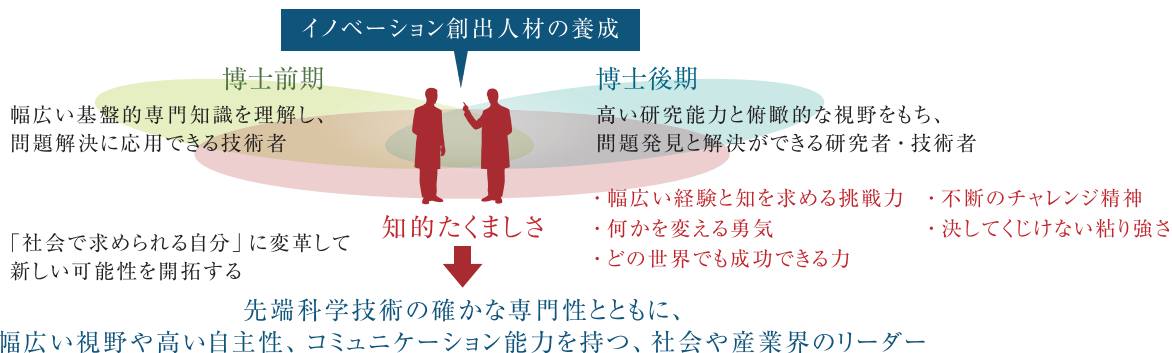 イノベーション創出人材の養成
博士前期
幅広い基盤的専門知識を理解し、
問題解決に応用できる技術者
博士後期
高い研究能力と俯瞰的な視野をもち、
問題発見と解決ができる研究者・技術者
知的たくましさ
・幅広い経験と知を求める挑戦力
・何かを変える勇気
・どの世界でも成功できる力
・不断のチャレンジ精神
・決してくじけない粘り強さ
「社会で求められる自分」に変革して
新しい可能性を開拓する
先端科学技術の確かな専門性とともに、
幅広い視野や高い自主性、コミュニケーション能力を持つ、社会や産業界のリーダー